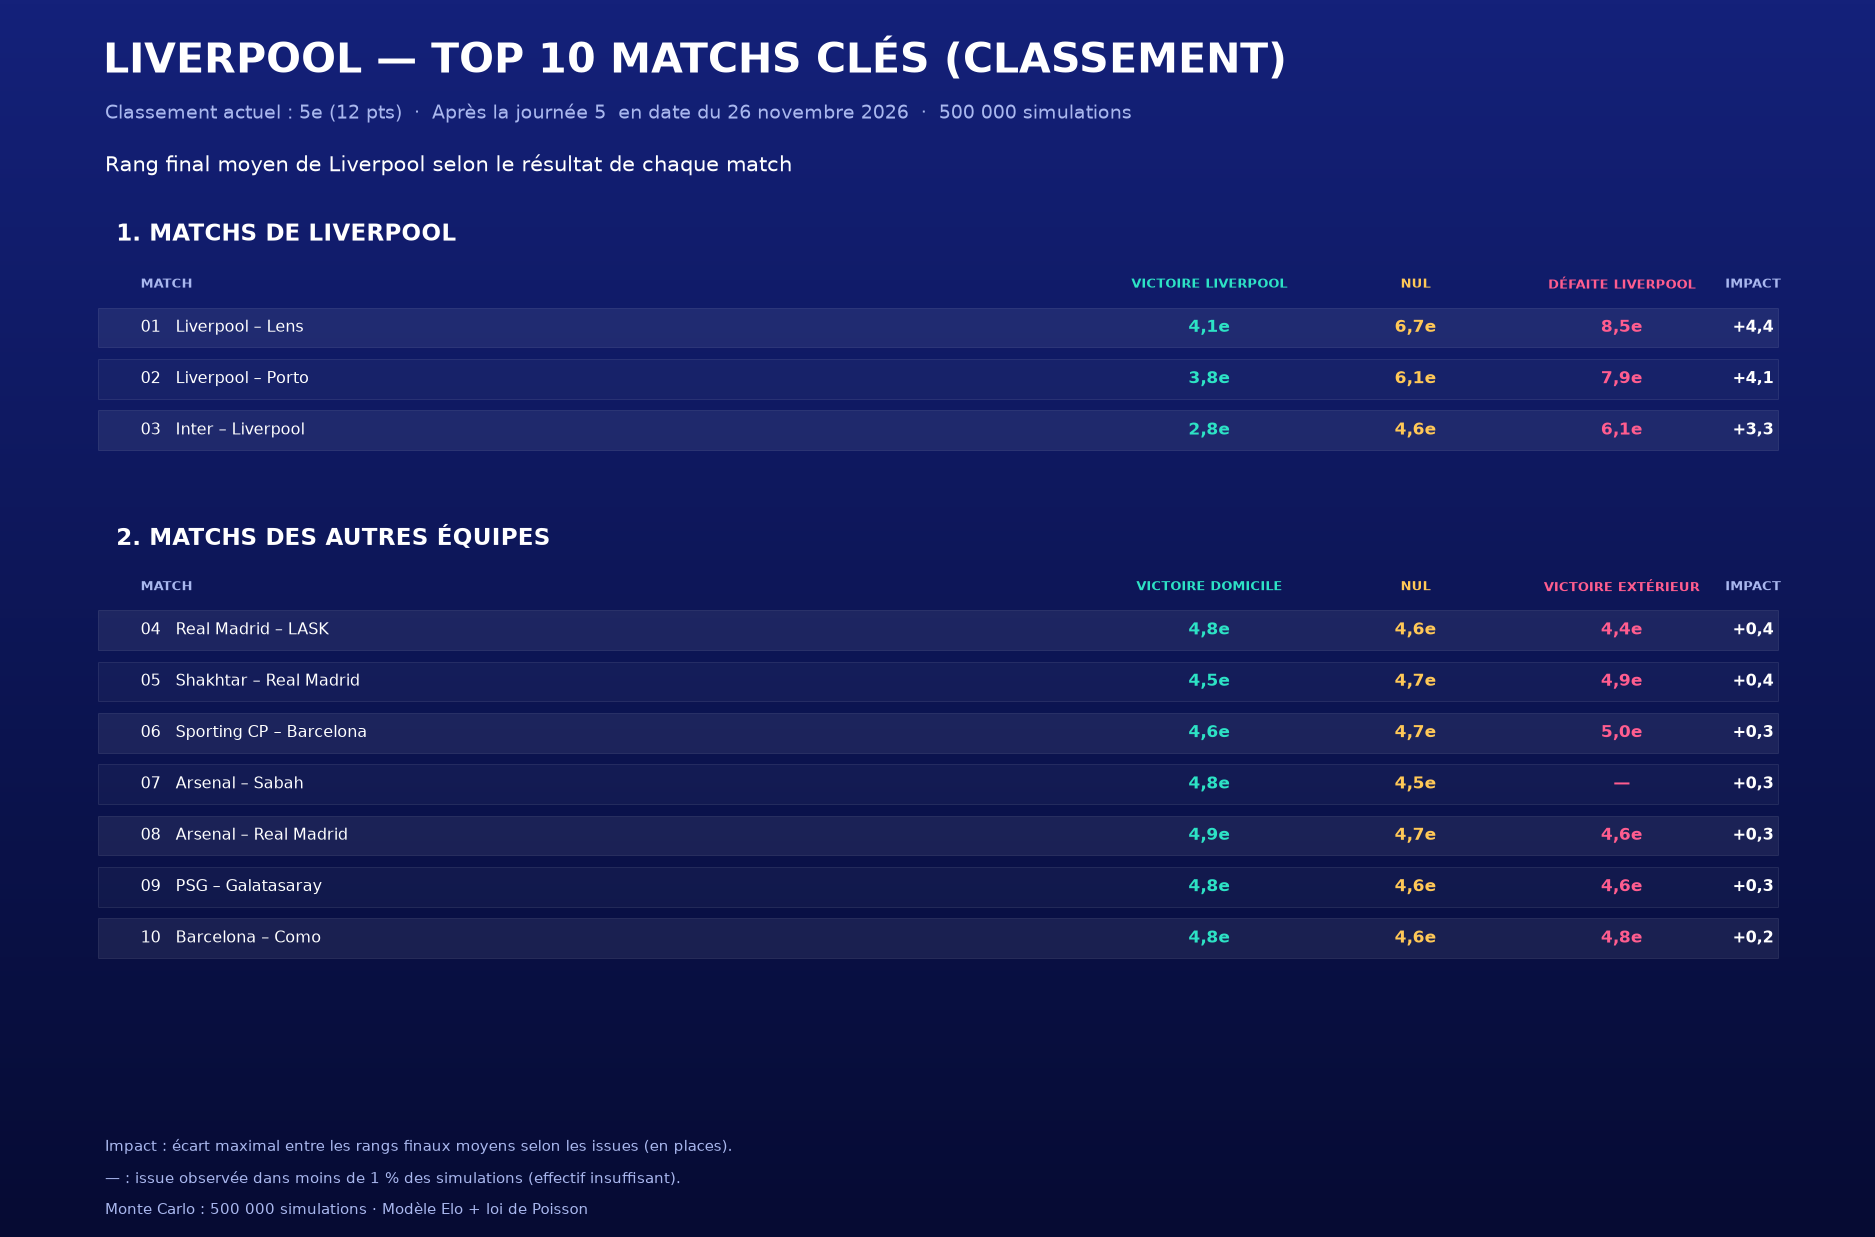 LIVERPOOL — TOP 10 MATCHS CLÉS (CLASSEMENT)
Classement actuel : 5e (12 pts) · Après la journée 5 en date du 26 novembre 2026 · 500 000 simulations
Rang final moyen de Liverpool selon le résultat de chaque match
1. MATCHS DE LIVERPOOL
MATCH VICTOIRE LIVERPOOL NUL DÉFAITE LIVERPOOL IMPACT
01 Liverpool – Lens 4,1e 6,7e 8,5e +4,4
02 Liverpool – Porto 3,8e 6,1e 7,9e +4,1
03 Inter – Liverpool 2,8e 4,6e 6,1e +3,3
2. MATCHS DES AUTRES ÉQUIPES
MATCH VICTOIRE DOMICILE NUL VICTOIRE EXTÉRIEUR IMPACT
04 Real Madrid – LASK 4,8e 4,6e 4,4e +0,4
05 Shakhtar – Real Madrid 4,5e 4,7e 4,9e +0,4
06 Sporting CP – Barcelona 4,6e 4,7e 5,0e +0,3
07 Arsenal – Sabah 4,8e 4,5e — +0,3
08 Arsenal – Real Madrid 4,9e 4,7e 4,6e +0,3
09 PSG – Galatasaray 4,8e 4,6e 4,6e +0,3
10 Barcelona – Como 4,8e 4,6e 4,8e +0,2
Impact : écart maximal entre les rangs finaux moyens selon les issues (en places).
— : issue observée dans moins de 1 % des simulations (effectif insuffisant).
Monte Carlo : 500 000 simulations · Modèle Elo + loi de Poisson